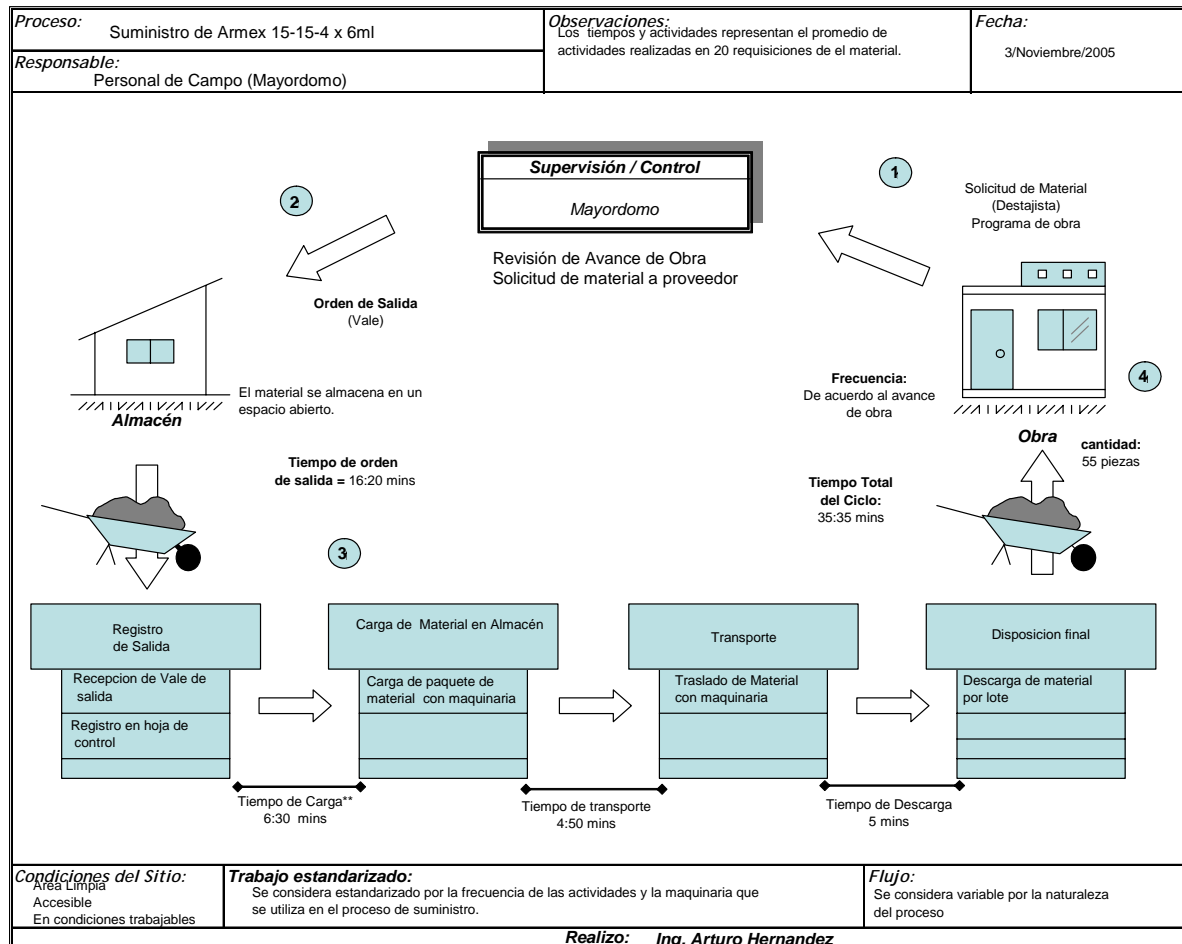 Proceso:
Suministro de Armex 15-15-4 x 6ml
Responsable:
Personal de Campo (Mayordomo)
Observaciones:
Los tiempos y actividades representan el promedio de
actividades realizadas en 20 requisiciones de el material.
Fecha:
3/Noviembre/2005
Supervisión / Control
Mayordomo
Revisión de Avance de Obra
Solicitud de material a proveedor
1
Solicitud de Material
(Destajista)
Programa de obra
2
Orden de Salida
(Vale)
El material se almacena en un
espacio abierto.
Almacén
Tiempo de orden
de salida = 16:20 mins
3
Frecuencia:
De acuerdo al avance
de obra
4
Obra
cantidad:
55 piezas
Tiempo Total
del Ciclo:
35:35 mins
Registro
de Salida
Recepcion de Vale de
salida
Registro en hoja de
control
Carga de Material en Almacén
Carga de paquete de
material con maquinaria
Transporte
Traslado de Material
con maquinaria
Disposicion final
Descarga de material
por lote
Tiempo de Carga**
6:30 mins
Tiempo de transporte
4:50 mins
Tiempo de Descarga
5 mins
Condiciones del Sitio:
Area Limpia
Accesible
En condiciones trabajables
Trabajo estandarizado:
Se considera estandarizado por la frecuencia de las actividades y la maquinaria que
se utiliza en el proceso de suministro.
Flujo:
Se considera variable por la naturaleza
del proceso
Realizo: Ing. Arturo Hernandez